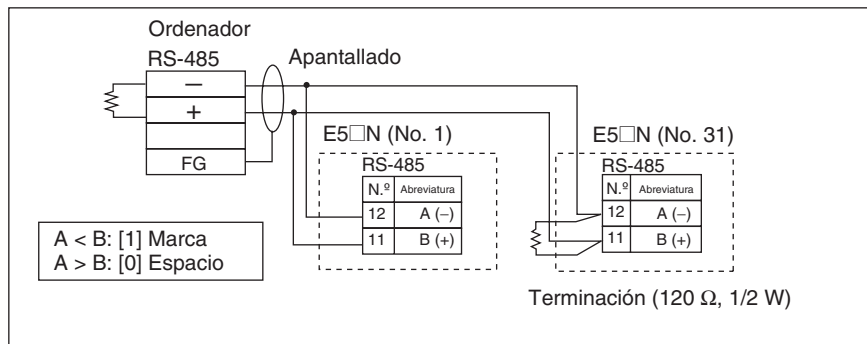 Ordenador
RS-485
Apantallado
−
+
FG
E5□N (No. 1)
RS-485
N.º Abreviatura
12 A (−)
11 B (+)
E5□N (No. 31)
RS-485
N.º Abreviatura
12 A (−)
11 B (+)
A < B: [1] Marca
A > B: [0] Espacio
Terminación (120 Ω, 1/2 W)